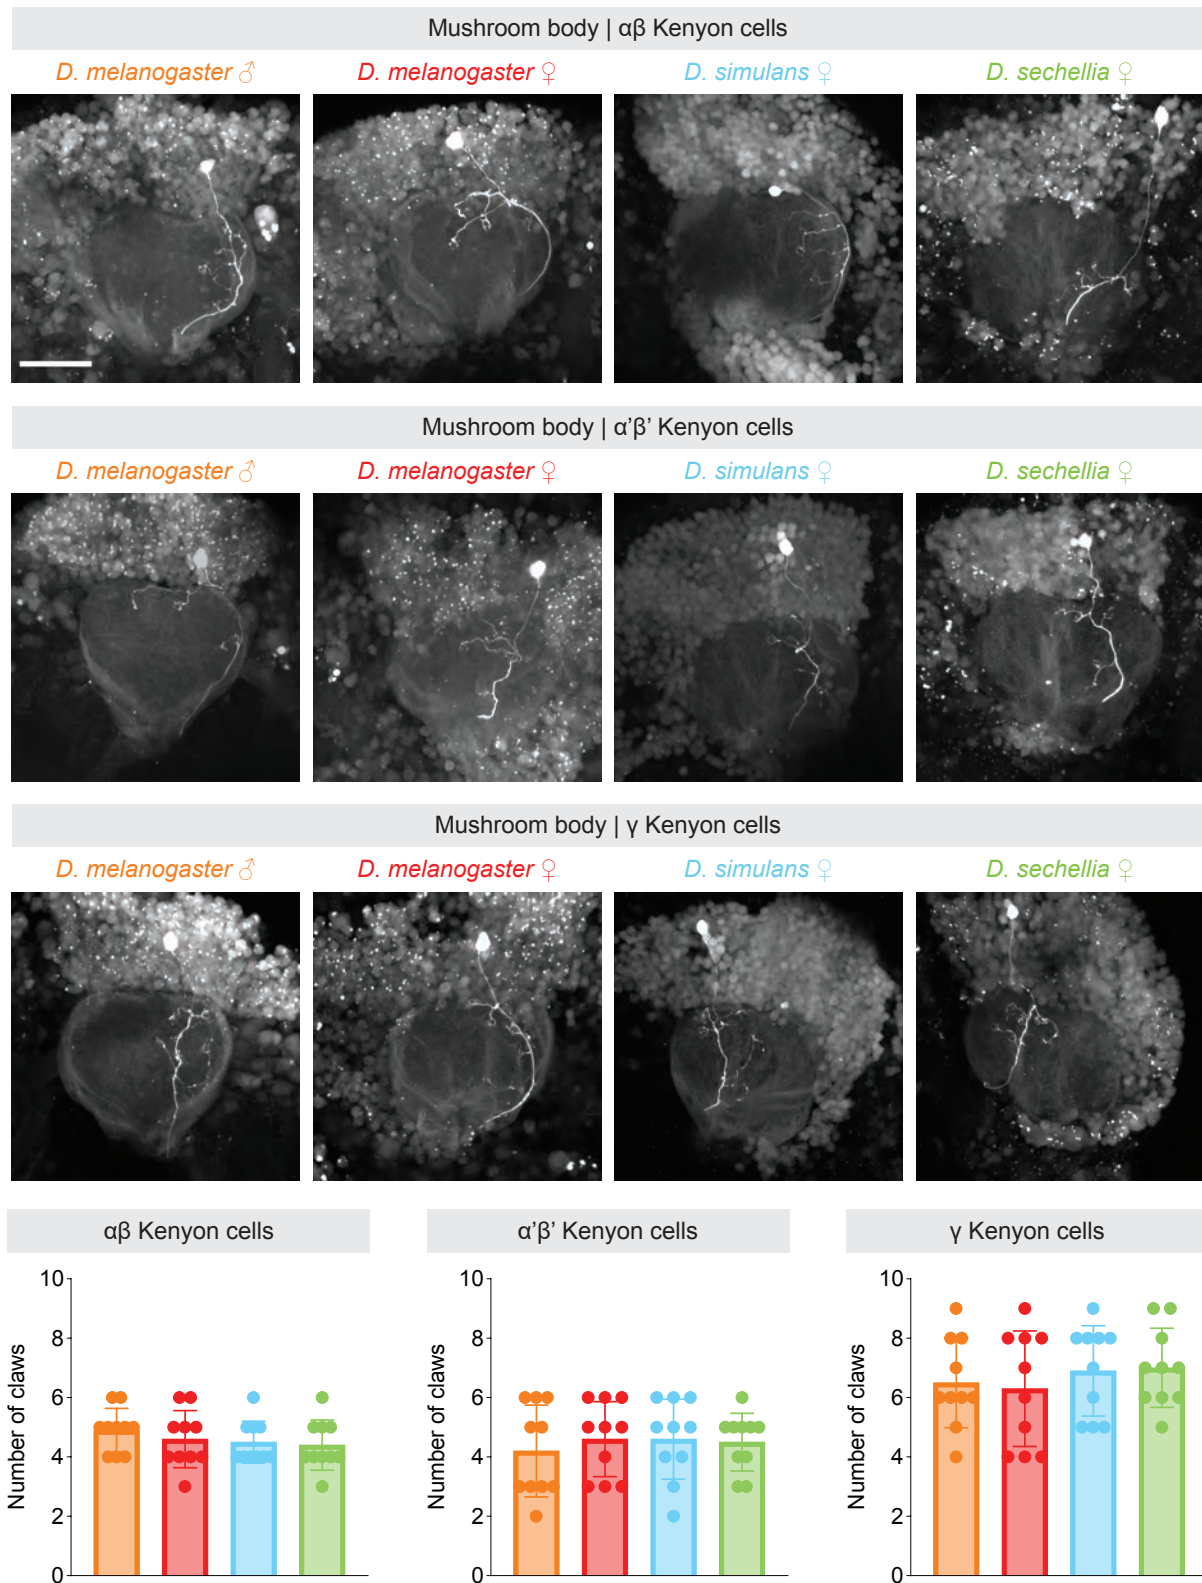 Mushroom body | αβ Kenyon cells
D. melanogaster ♂ D. melanogaster ♀ D. simulans ♀ D. sechellia ♀
Mushroom body | α’β’ Kenyon cells
D. melanogaster ♂ D. melanogaster ♀ D. simulans ♀ D. sechellia ♀
Mushroom body | γ Kenyon cells
D. melanogaster ♂ D. melanogaster ♀ D. simulans ♀ D. sechellia ♀
αβ Kenyon cells
Number of claws
10
8
6
4
2
0
α’β’ Kenyon cells
Number of claws
10
8
6
4
2
0
γ Kenyon cells
Number of claws
10
8
6
4
2
0